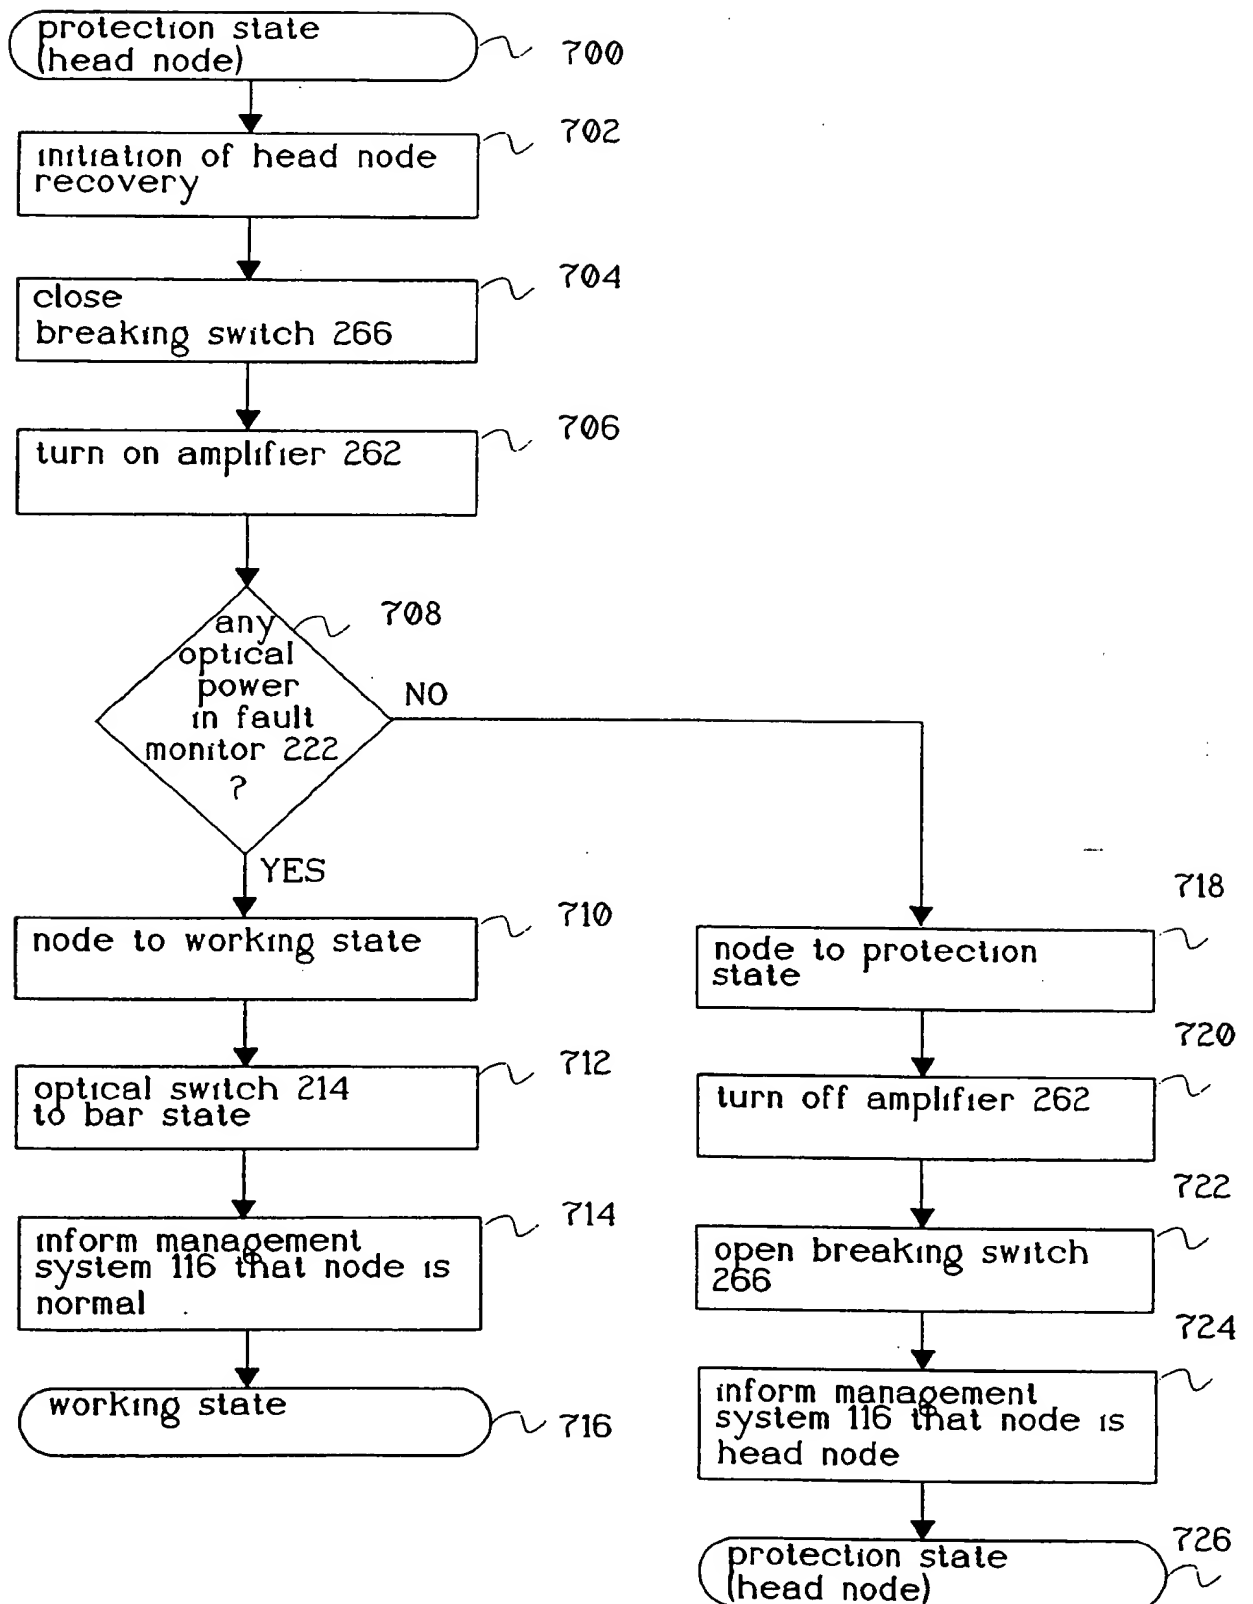 protection state
(head node)
700
702
initiation of head node
recovery
704
close
breaking switch 266
706
turn on amplifier 262
708
any
optical
power
in fault
monitor 222
?
NO
YES
710
node to working state
712
optical switch 214
to bar state
714
inform management
system 116 that node is
normal
working state
716
718
node to protection
state
720
turn off amplifier 262
722
open breaking switch
266
724
inform management
system 116 that node is
head node
726
protection state
(head node)